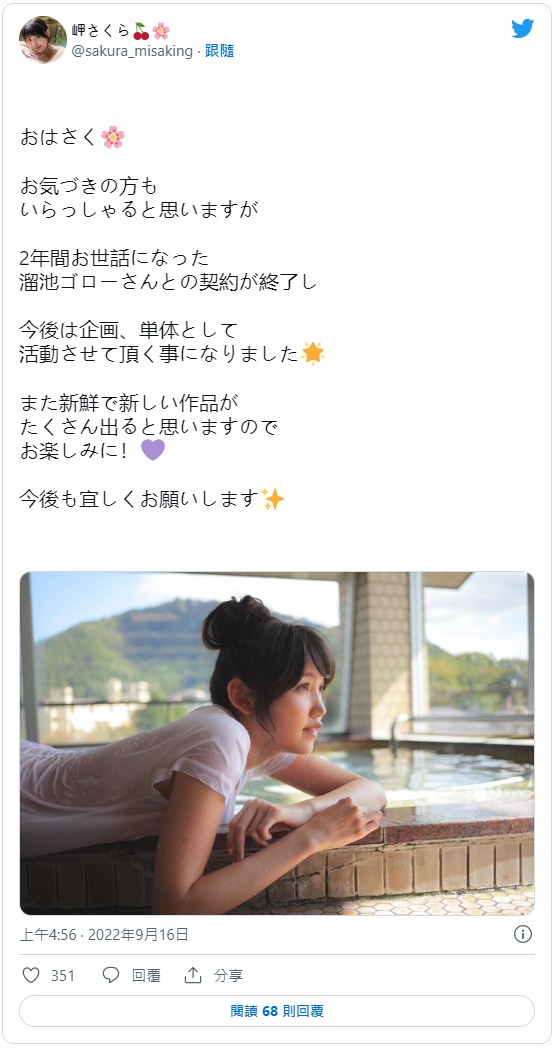 岬さくら🍒🌸
@sakura_misaking · 跟隨
おはさく🌸
お気づきの方も
いらっしゃると思いますが
2年間お世話になった
溜池ゴローさんとの契約が終了し
今後は企画、単体として
活動させて頂く事になりました🌟
また新鮮で新しい作品が
たくさん出ると思いますので
お楽しみに！💜
今後も宜しくお願いします✨
上午4:56 · 2022年9月16日
351 回覆 分享
閱讀 68 則回覆